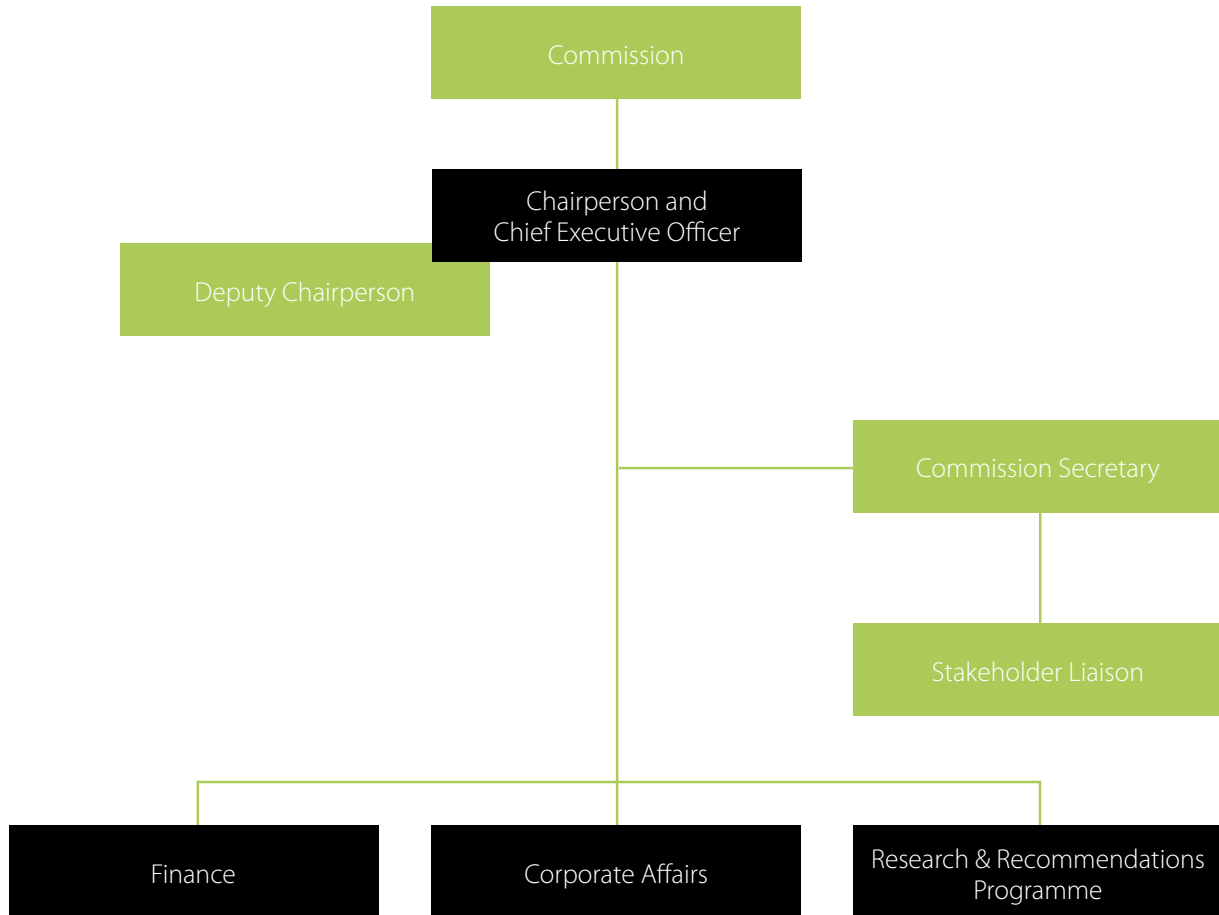 Commission
Chairperson and
Chief Executive Officer
Deputy Chairperson
Commission Secretary
Stakeholder Liaison
Finance
Corporate Affairs
Research & Recommendations
Programme